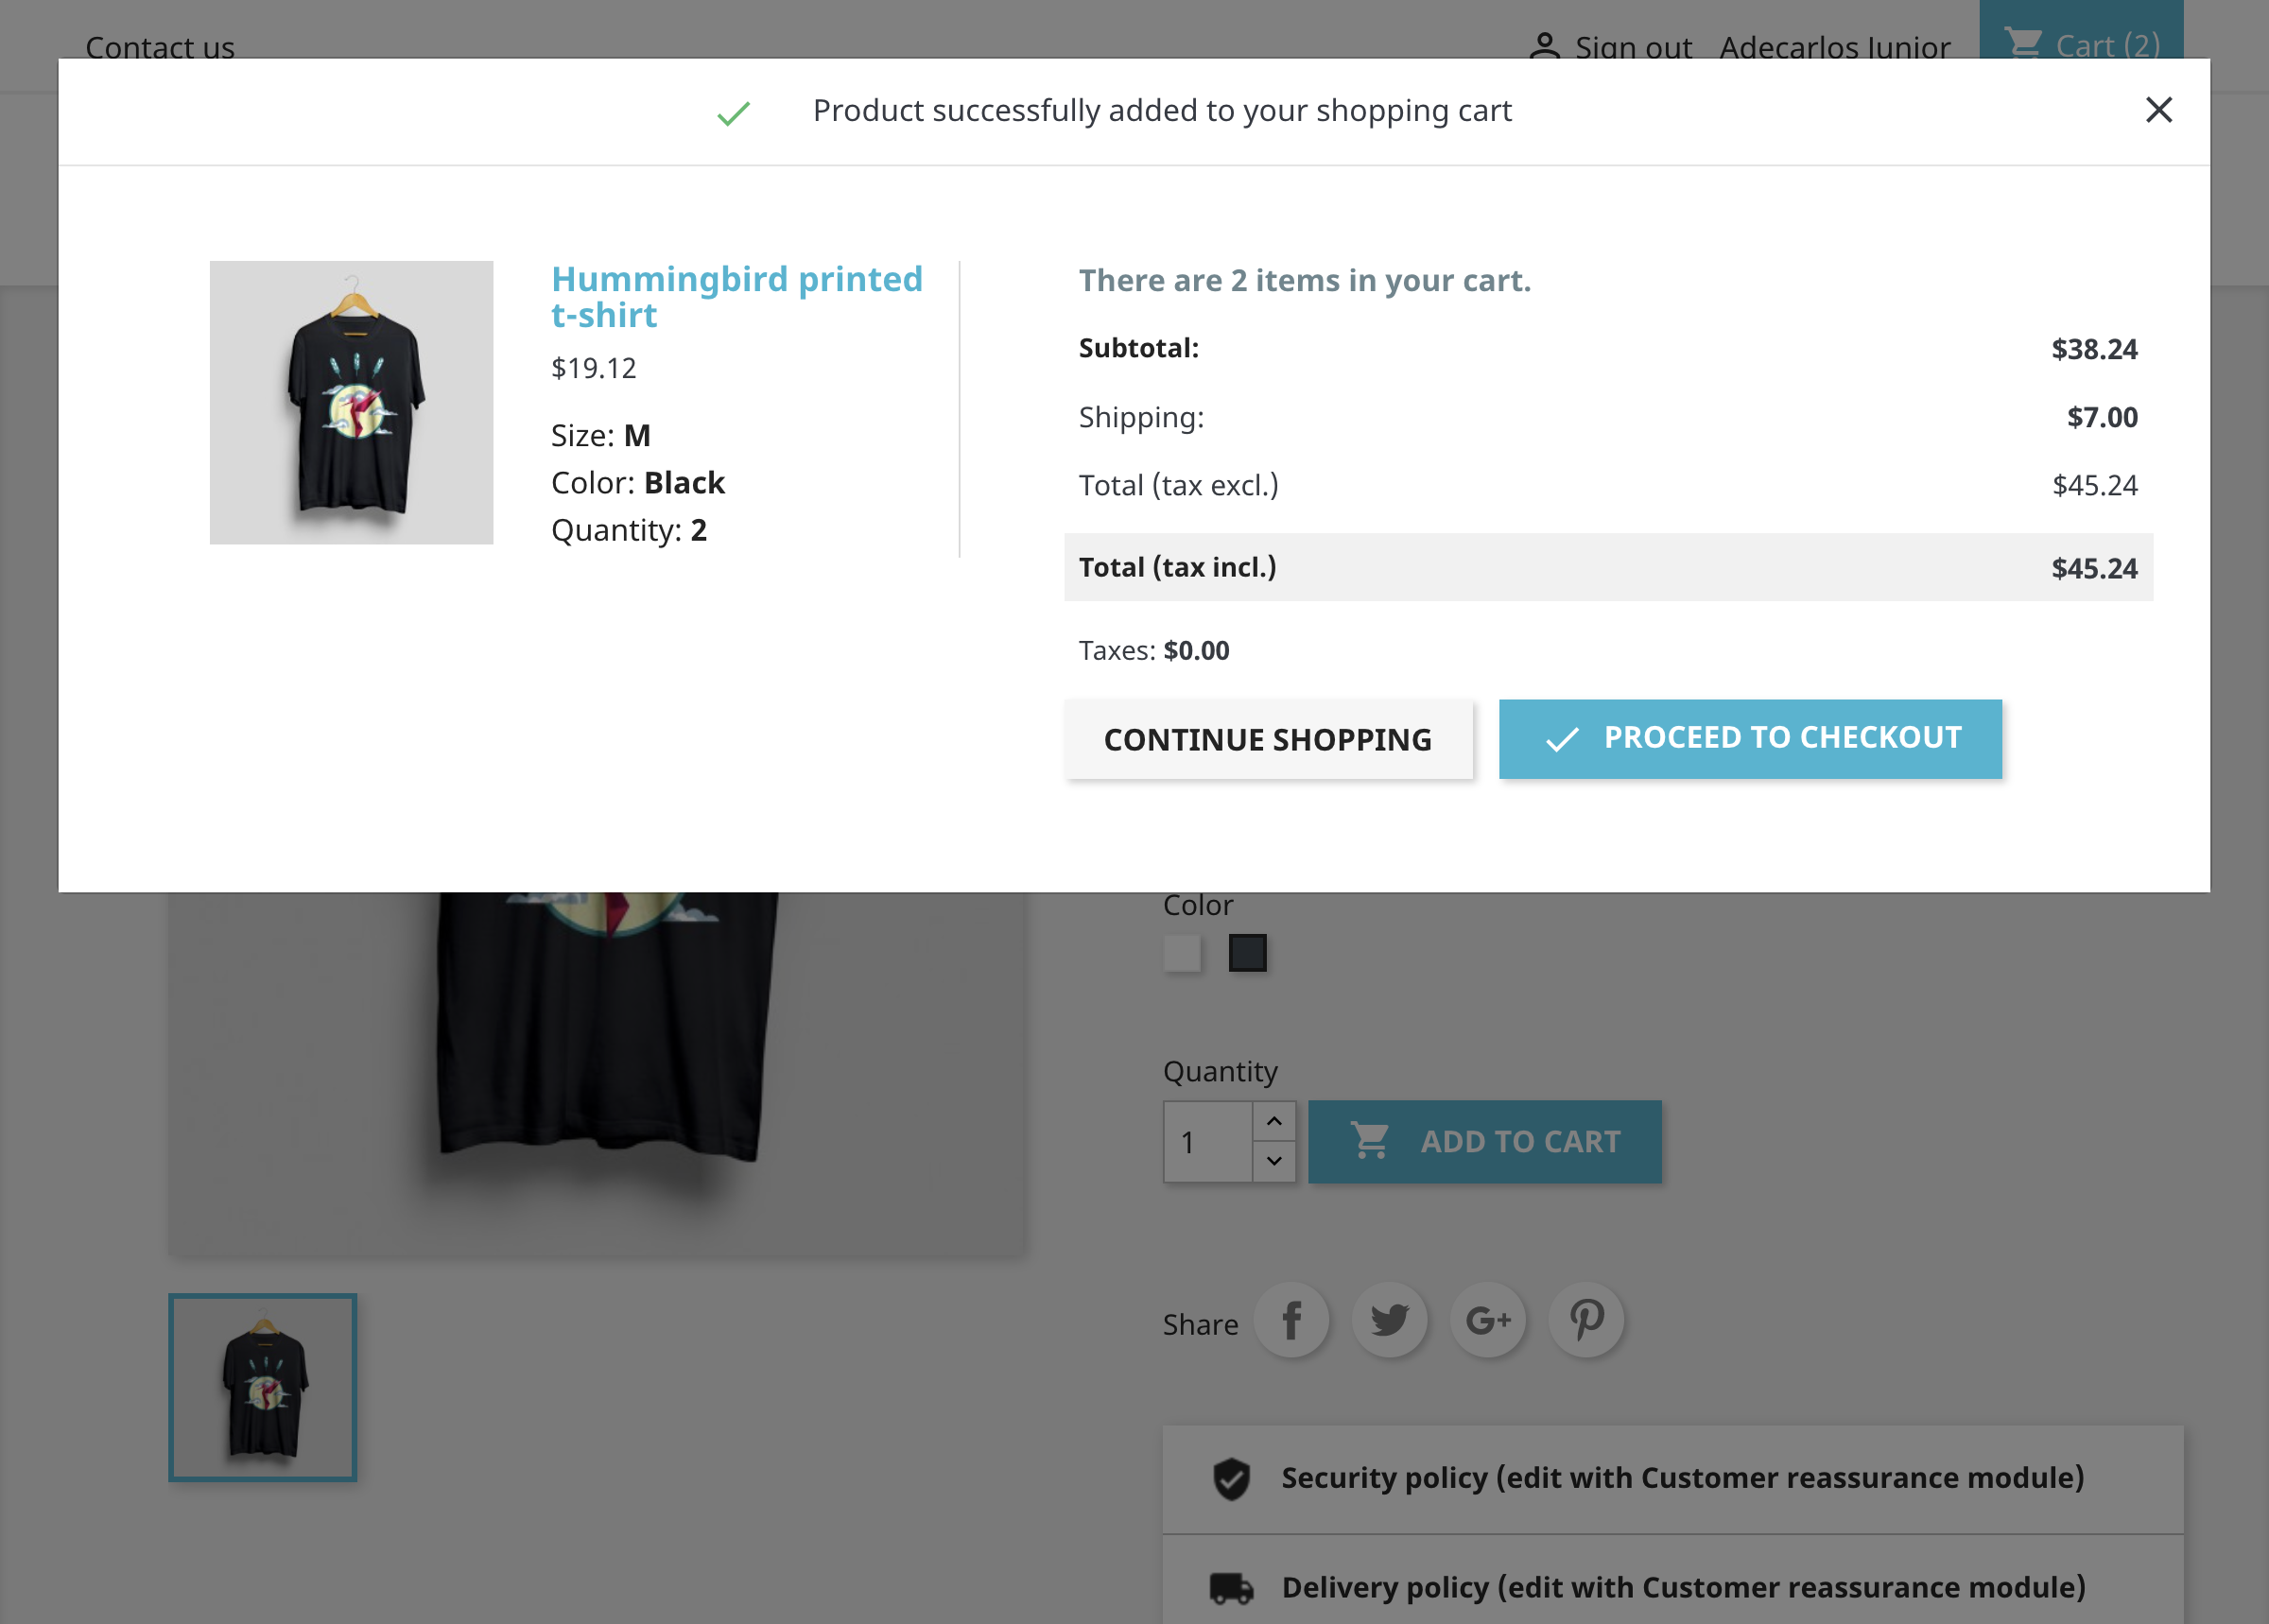 Contact us
Sign out Adecarlos Junior Cart (2)
Product successfully added to your shopping cart
Hummingbird printed
t-shirt
$19.12
Size: M
Color: Black
Quantity: 2
There are 2 items in your cart.
Subtotal: $38.24
Shipping: $7.00
Total (tax excl.) $45.24
Total (tax incl.) $45.24
Taxes: $0.00
CONTINUE SHOPPING
PROCEED TO CHECKOUT
Color
Quantity
1
ADD TO CART
Share
Security policy (edit with Customer reassurance module)
Delivery policy (edit with Customer reassurance module)